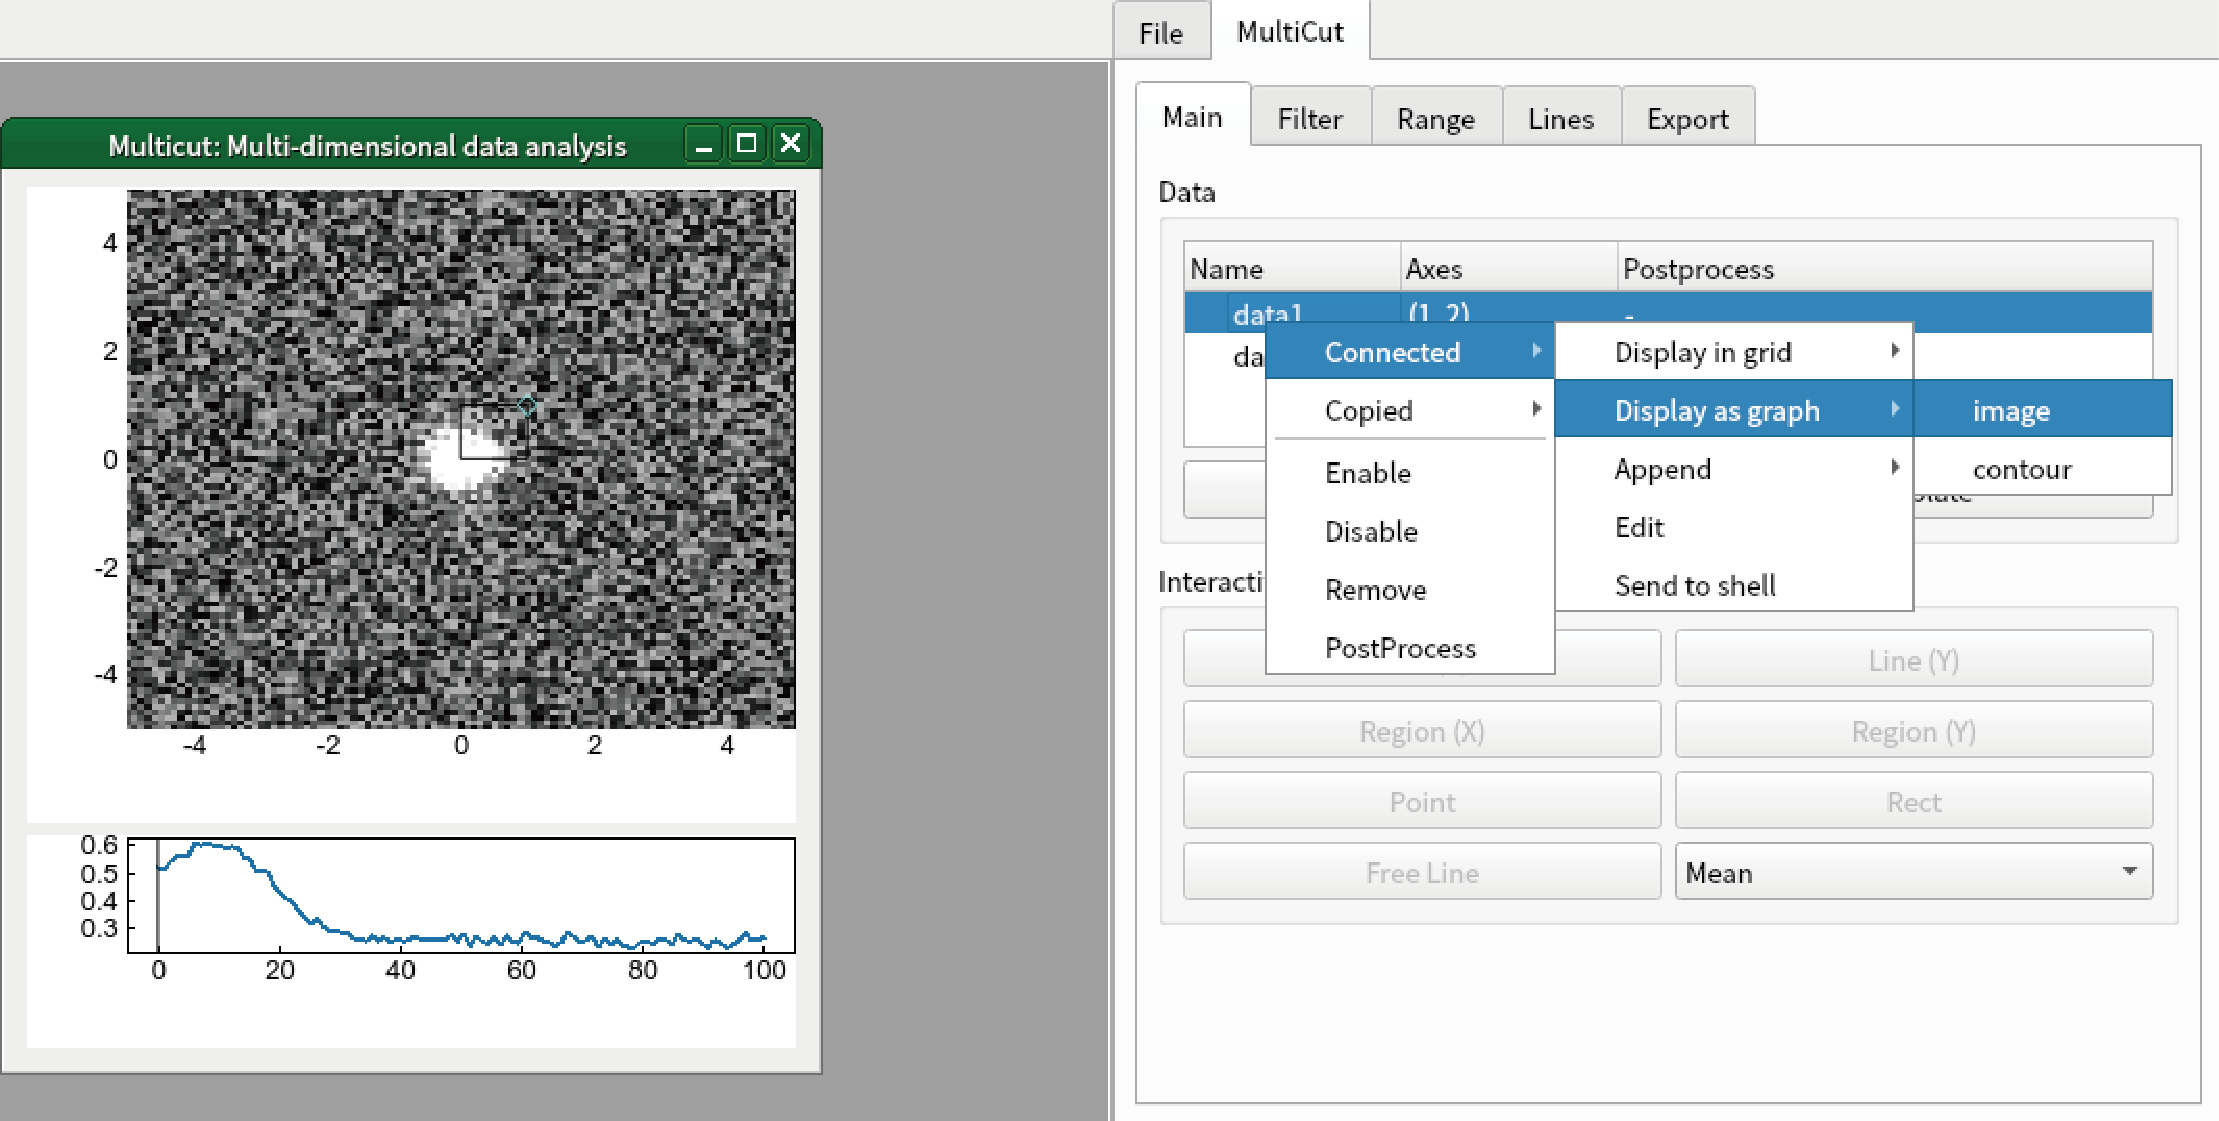 File MultiCut
Main Filter Range Lines Export
Multicut: Multi-dimensional data analysis
4
2
0
-2
-4
-4 -2 0 2 4
0.6
0.5
0.4
0.3
0 20 40 60 80 100
Data
Name Axes Postprocess
data1 (1, 2) -
da
Connected
Copied
Enable
Disable
Remove
PostProcess
Display in grid
Display as graph
Append
Edit
Send to shell
image
contour
Interacti
Line (Y)
Region (X) Region (Y)
Point Rect
Free Line Mean